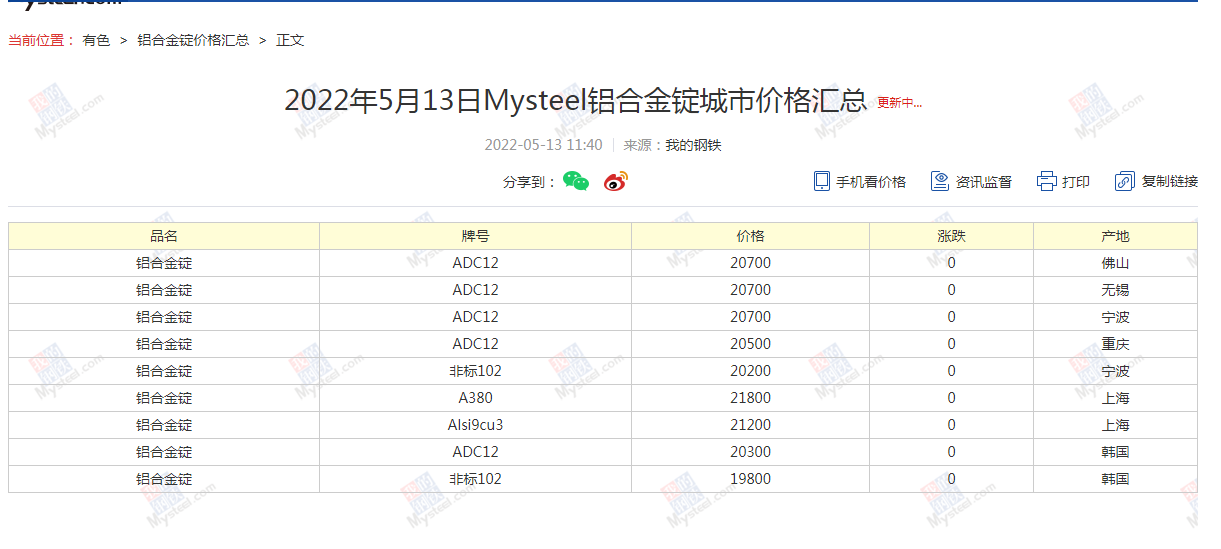 当前位置： 有色 > 铝合金锭价格汇总 > 正文
2022年5月13日Mysteel铝合金锭城市价格汇总 更新中...
2022-05-13 11:40 来源：我的钢铁
分享到： 手机看价格 资讯监督 打印 复制链接
品名 牌号 价格 涨跌 产地
铝合金锭 ADC12 20700 0 佛山
铝合金锭 ADC12 20700 0 无锡
铝合金锭 ADC12 20700 0 宁波
铝合金锭 ADC12 20500 0 重庆
铝合金锭 非标102 20200 0 宁波
铝合金锭 A380 21800 0 上海
铝合金锭 AlSi9cu3 21200 0 上海
铝合金锭 ADC12 20300 0 韩国
铝合金锭 非标102 19800 0 韩国